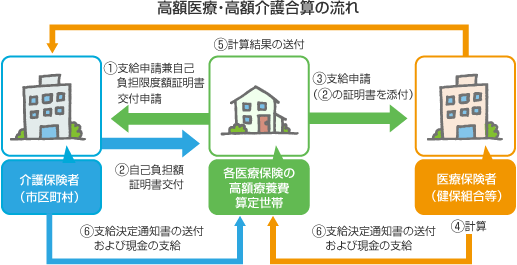 高額医療・高額介護合算の流れ
⑤計算結果の送付
①支給申請兼自己
負担限度額証明書
交付申請
③支給申請
（②の証明書を添付）
②自己負担額
証明書交付
介護保険者
（市区町村）
各医療保険の
高額療養費
算定世帯
医療保険者
（健保組合等）
④計算
⑥支給決定通知書の送付
および現金の支給
⑥支給決定通知書の送付
および現金の支給